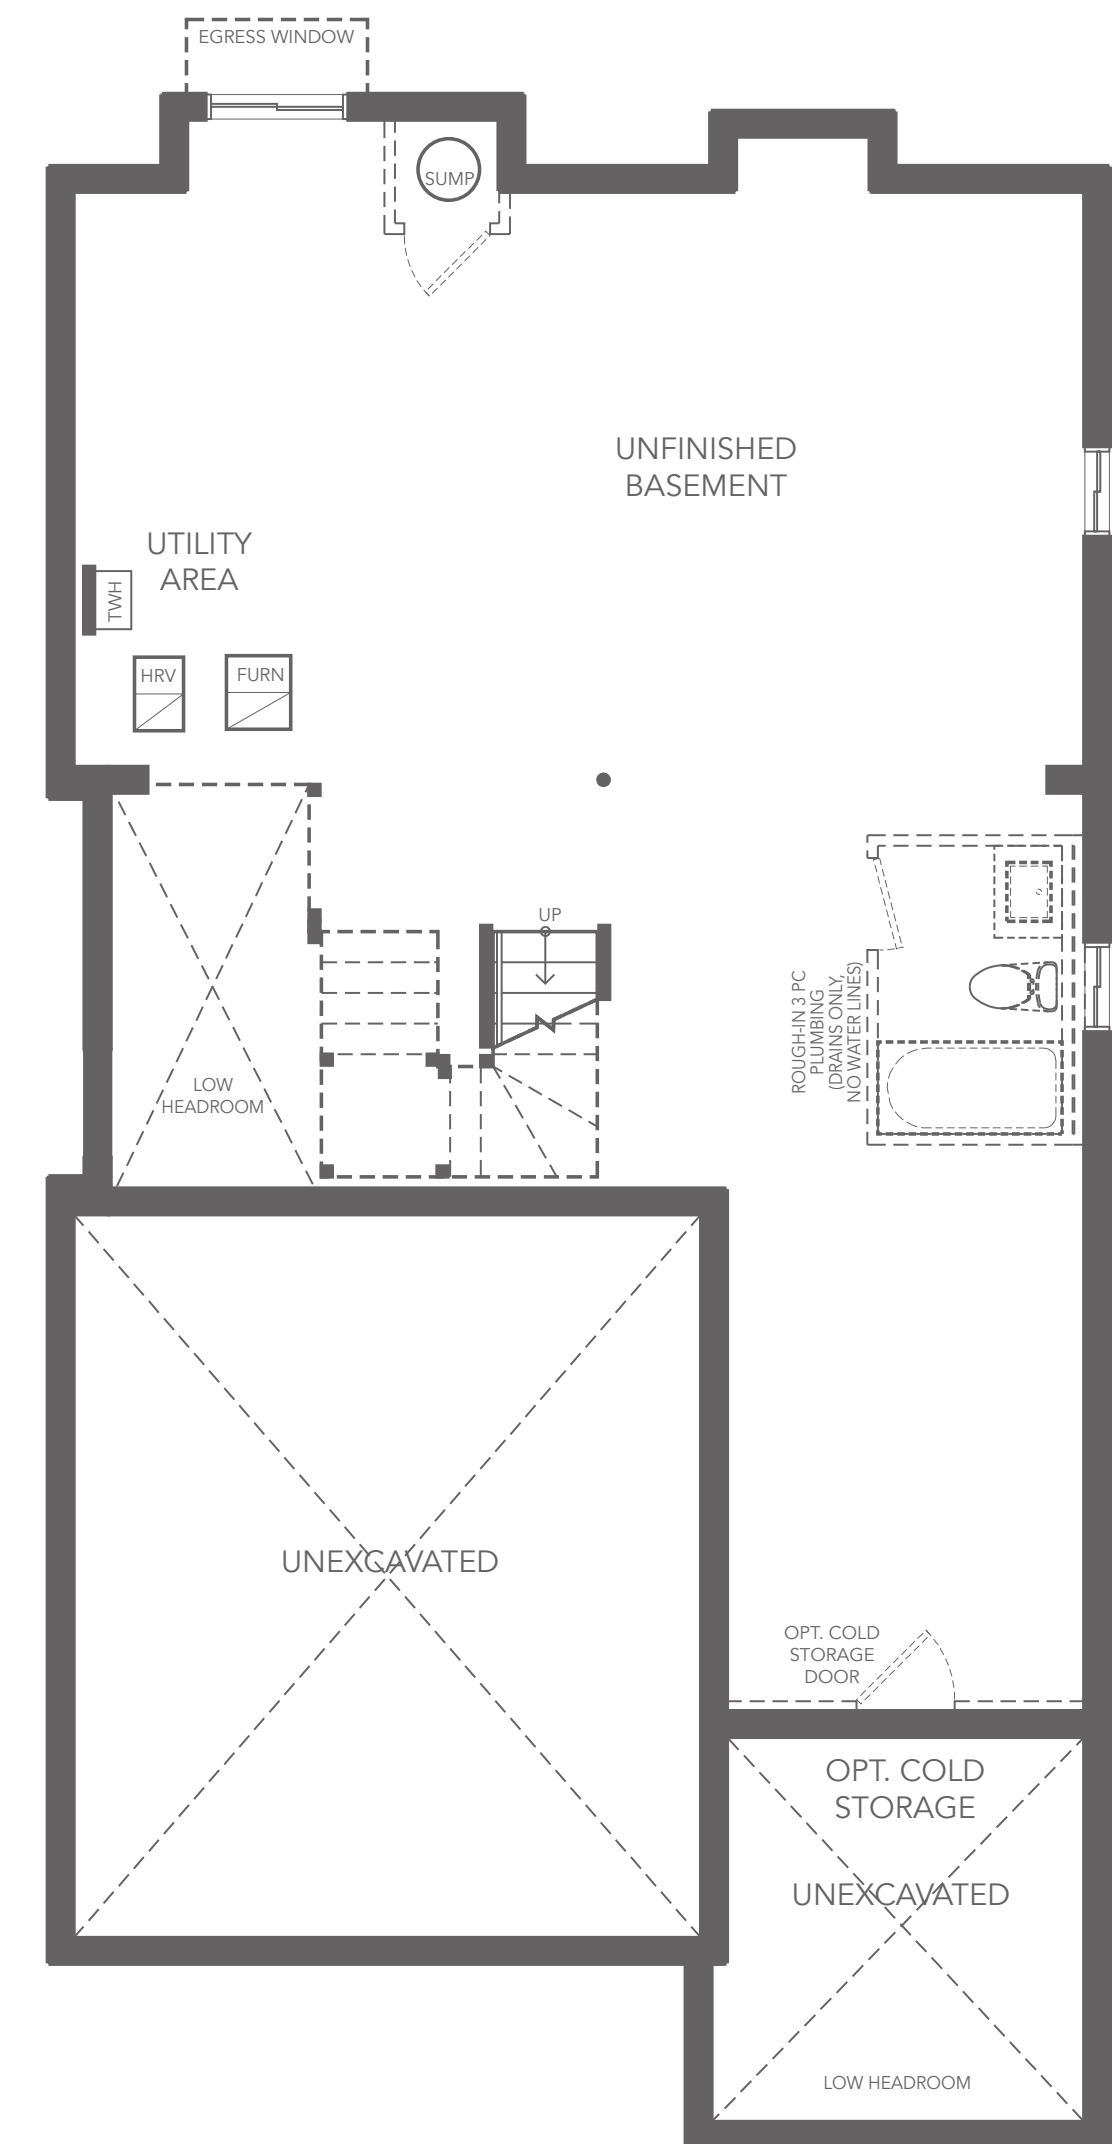 EGRESS WINDOW
SUMP
UNFINISHED
BASEMENT
UTILITY
AREA
TWH
HRV
FURN
UP
ROUGH-IN 3 PC
PLUMBING
(DRAINS ONLY,
NO WATER LINES)
LOW
HEADROOM
UNEXCAVATED
OPT. COLD
STORAGE
DOOR
OPT. COLD
STORAGE
UNEXCAVATED
LOW HEADROOM